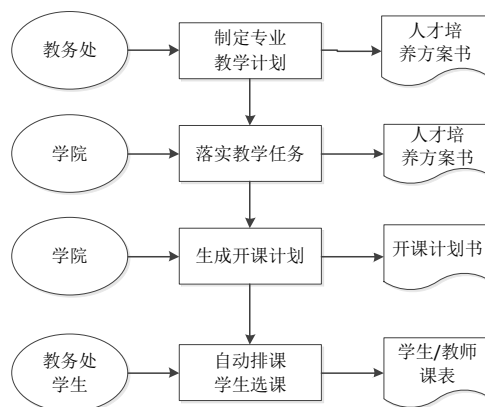 教务处
制定专业
教学计划
人才培
养方案书
学院
落实教学任务
人才培
养方案书
学院
生成开课计划
开课计划书
教务处
学生
自动排课
学生选课
学生/教师
课表